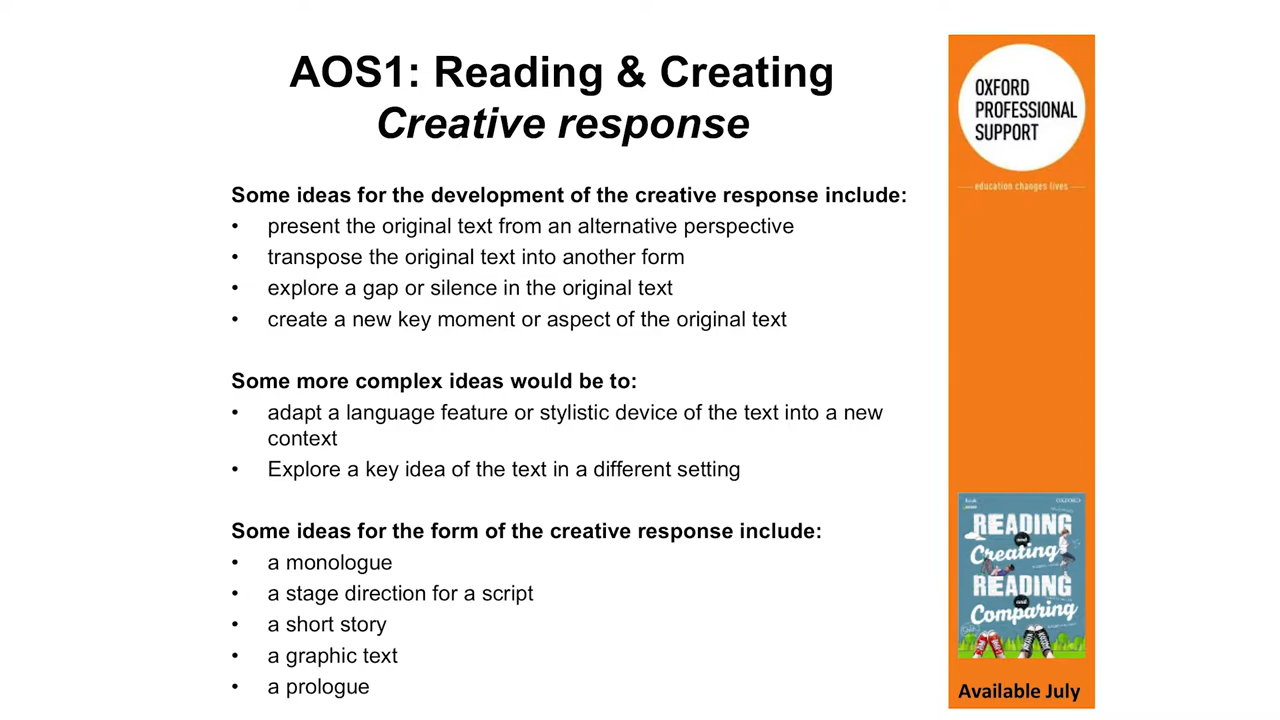 AOS1: Reading & Creating
Creative response
Some ideas for the development of the creative response include:
• present the original text from an alternative perspective
• transpose the original text into another form
• explore a gap or silence in the original text
• create a new key moment or aspect of the original text
Some more complex ideas would be to:
• adapt a language feature or stylistic device of the text into a new
context
• Explore a key idea of the text in a different setting
Some ideas for the form of the creative response include:
• a monologue
• a stage direction for a script
• a short story
• a graphic text
• a prologue
OXFORD
PROFESSIONAL
SUPPORT
education changes lives
OXFORD
READING
and
Creating
READING
and
Comparing
Available July